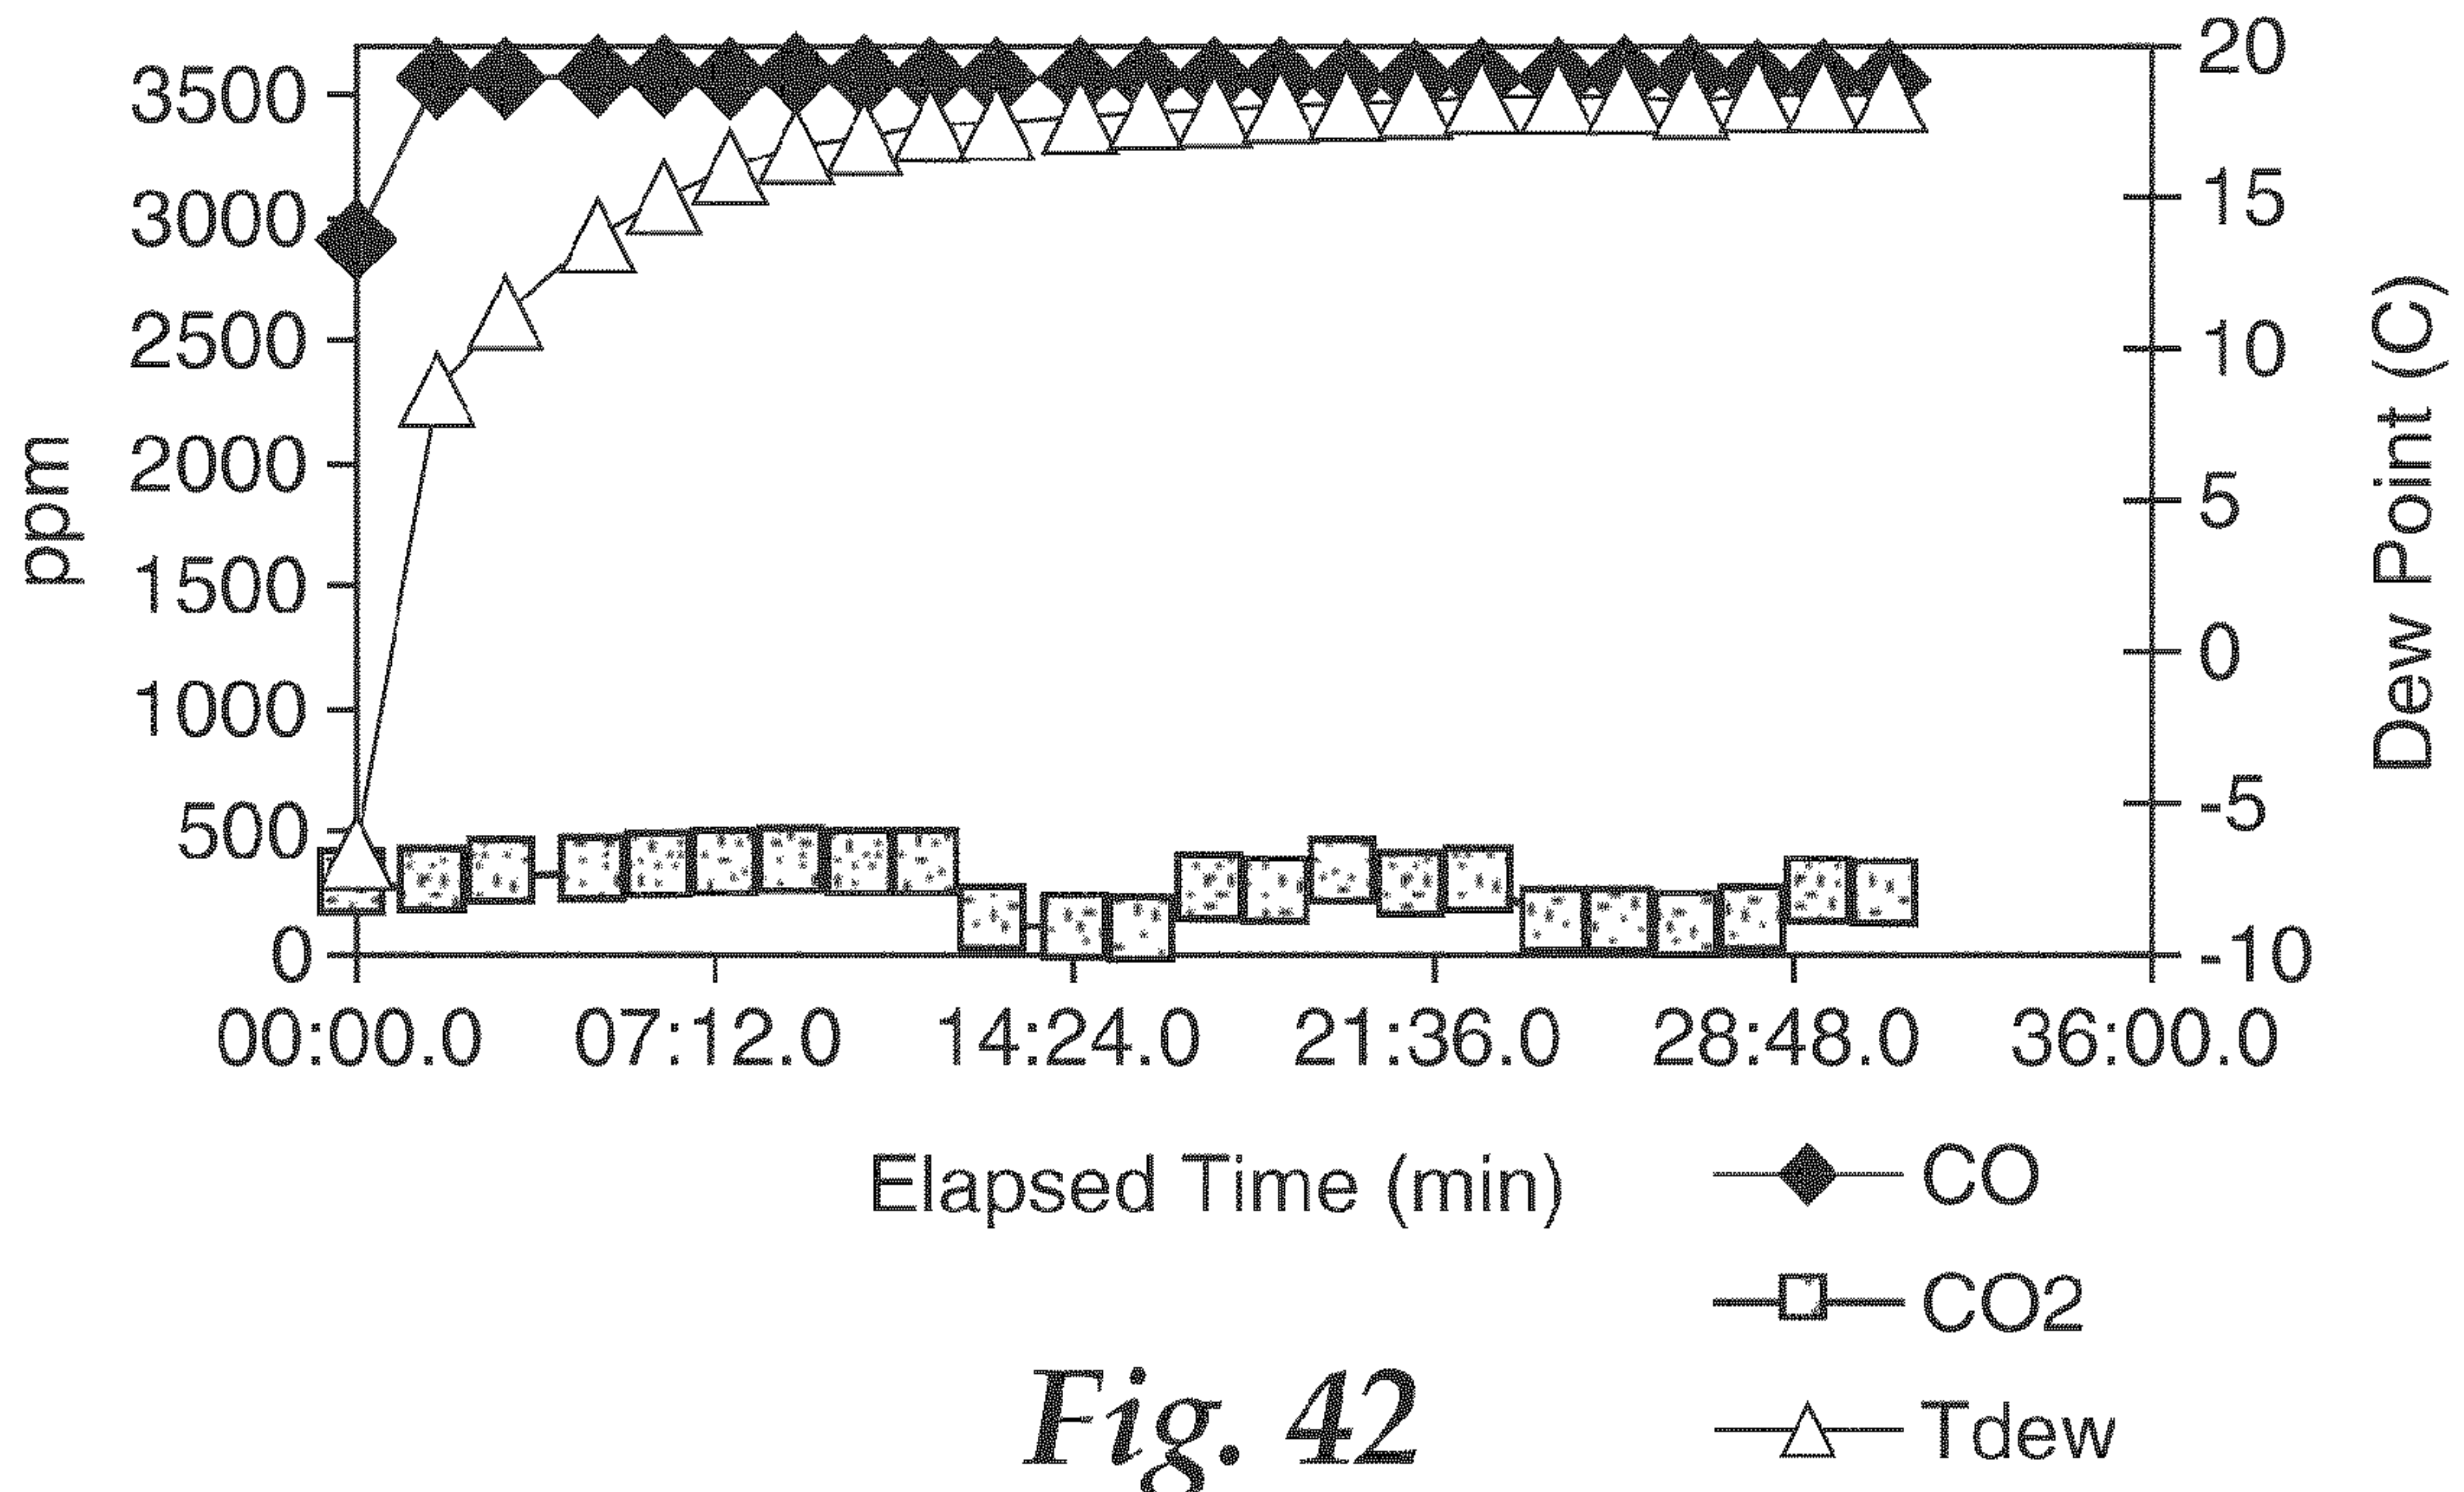 3500
3000
2500
2000
1500
1000
500
0
ppm
20
15
10
5
0
-5
-10
Dew Point (C)
00:00.0 07:12.0 14:24.0 21:36.0 28:48.0 36:00.0
Elapsed Time (min)
CO
CO2
Tdew
Fig. 42